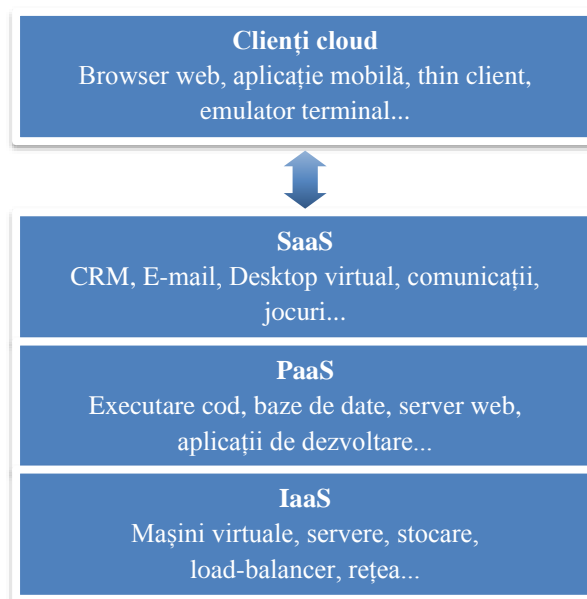 Clienți cloud
Browser web, aplicație mobilă, thin client,
emulator terminal...
SaaS
CRM, E-mail, Desktop virtual, comunicații,
jocuri...
PaaS
Executare cod, baze de date, server web,
aplicații de dezvoltare...
IaaS
Mașini virtuale, servere, stocare,
load-balancer, rețea...